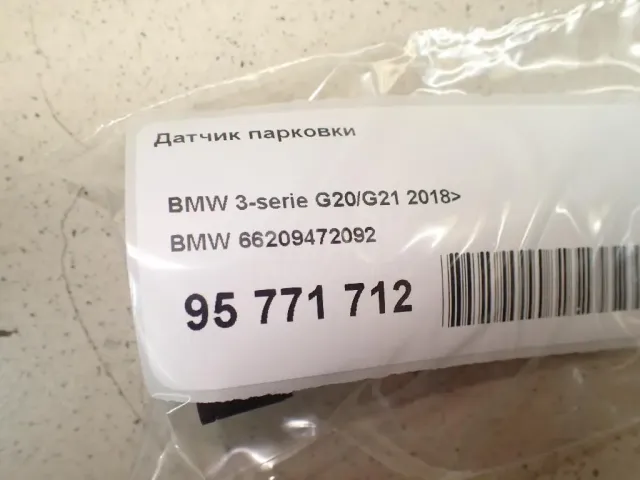 Датчик парковки
BMW 3-serie G20/G21 2018>
BMW 66209472092
95 771 712